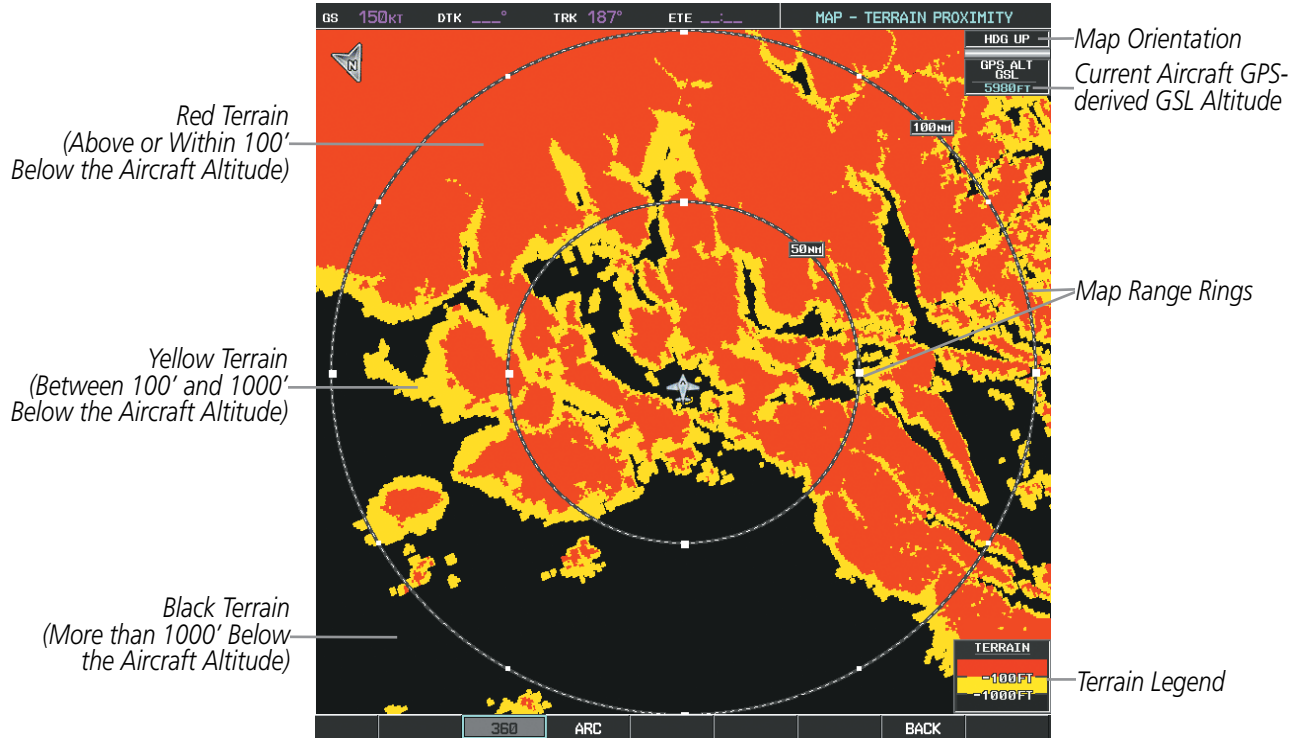 GS 150KT DTK ___° TRK 187° ETE __:__ MAP - TERRAIN PROXIMITY
HDG UP
Map Orientation
GPS ALT
GSL
5980FT
Current Aircraft GPS-
derived GSL Altitude
Red Terrain
(Above or Within 100′
Below the Aircraft Altitude)
N
100NM
50NM
Map Range Rings
Yellow Terrain
(Between 100′ and 1000′
Below the Aircraft Altitude)
Black Terrain
(More than 1000′ Below
the Aircraft Altitude)
TERRAIN
-100FT
-1000FT
Terrain Legend
360 ARC BACK